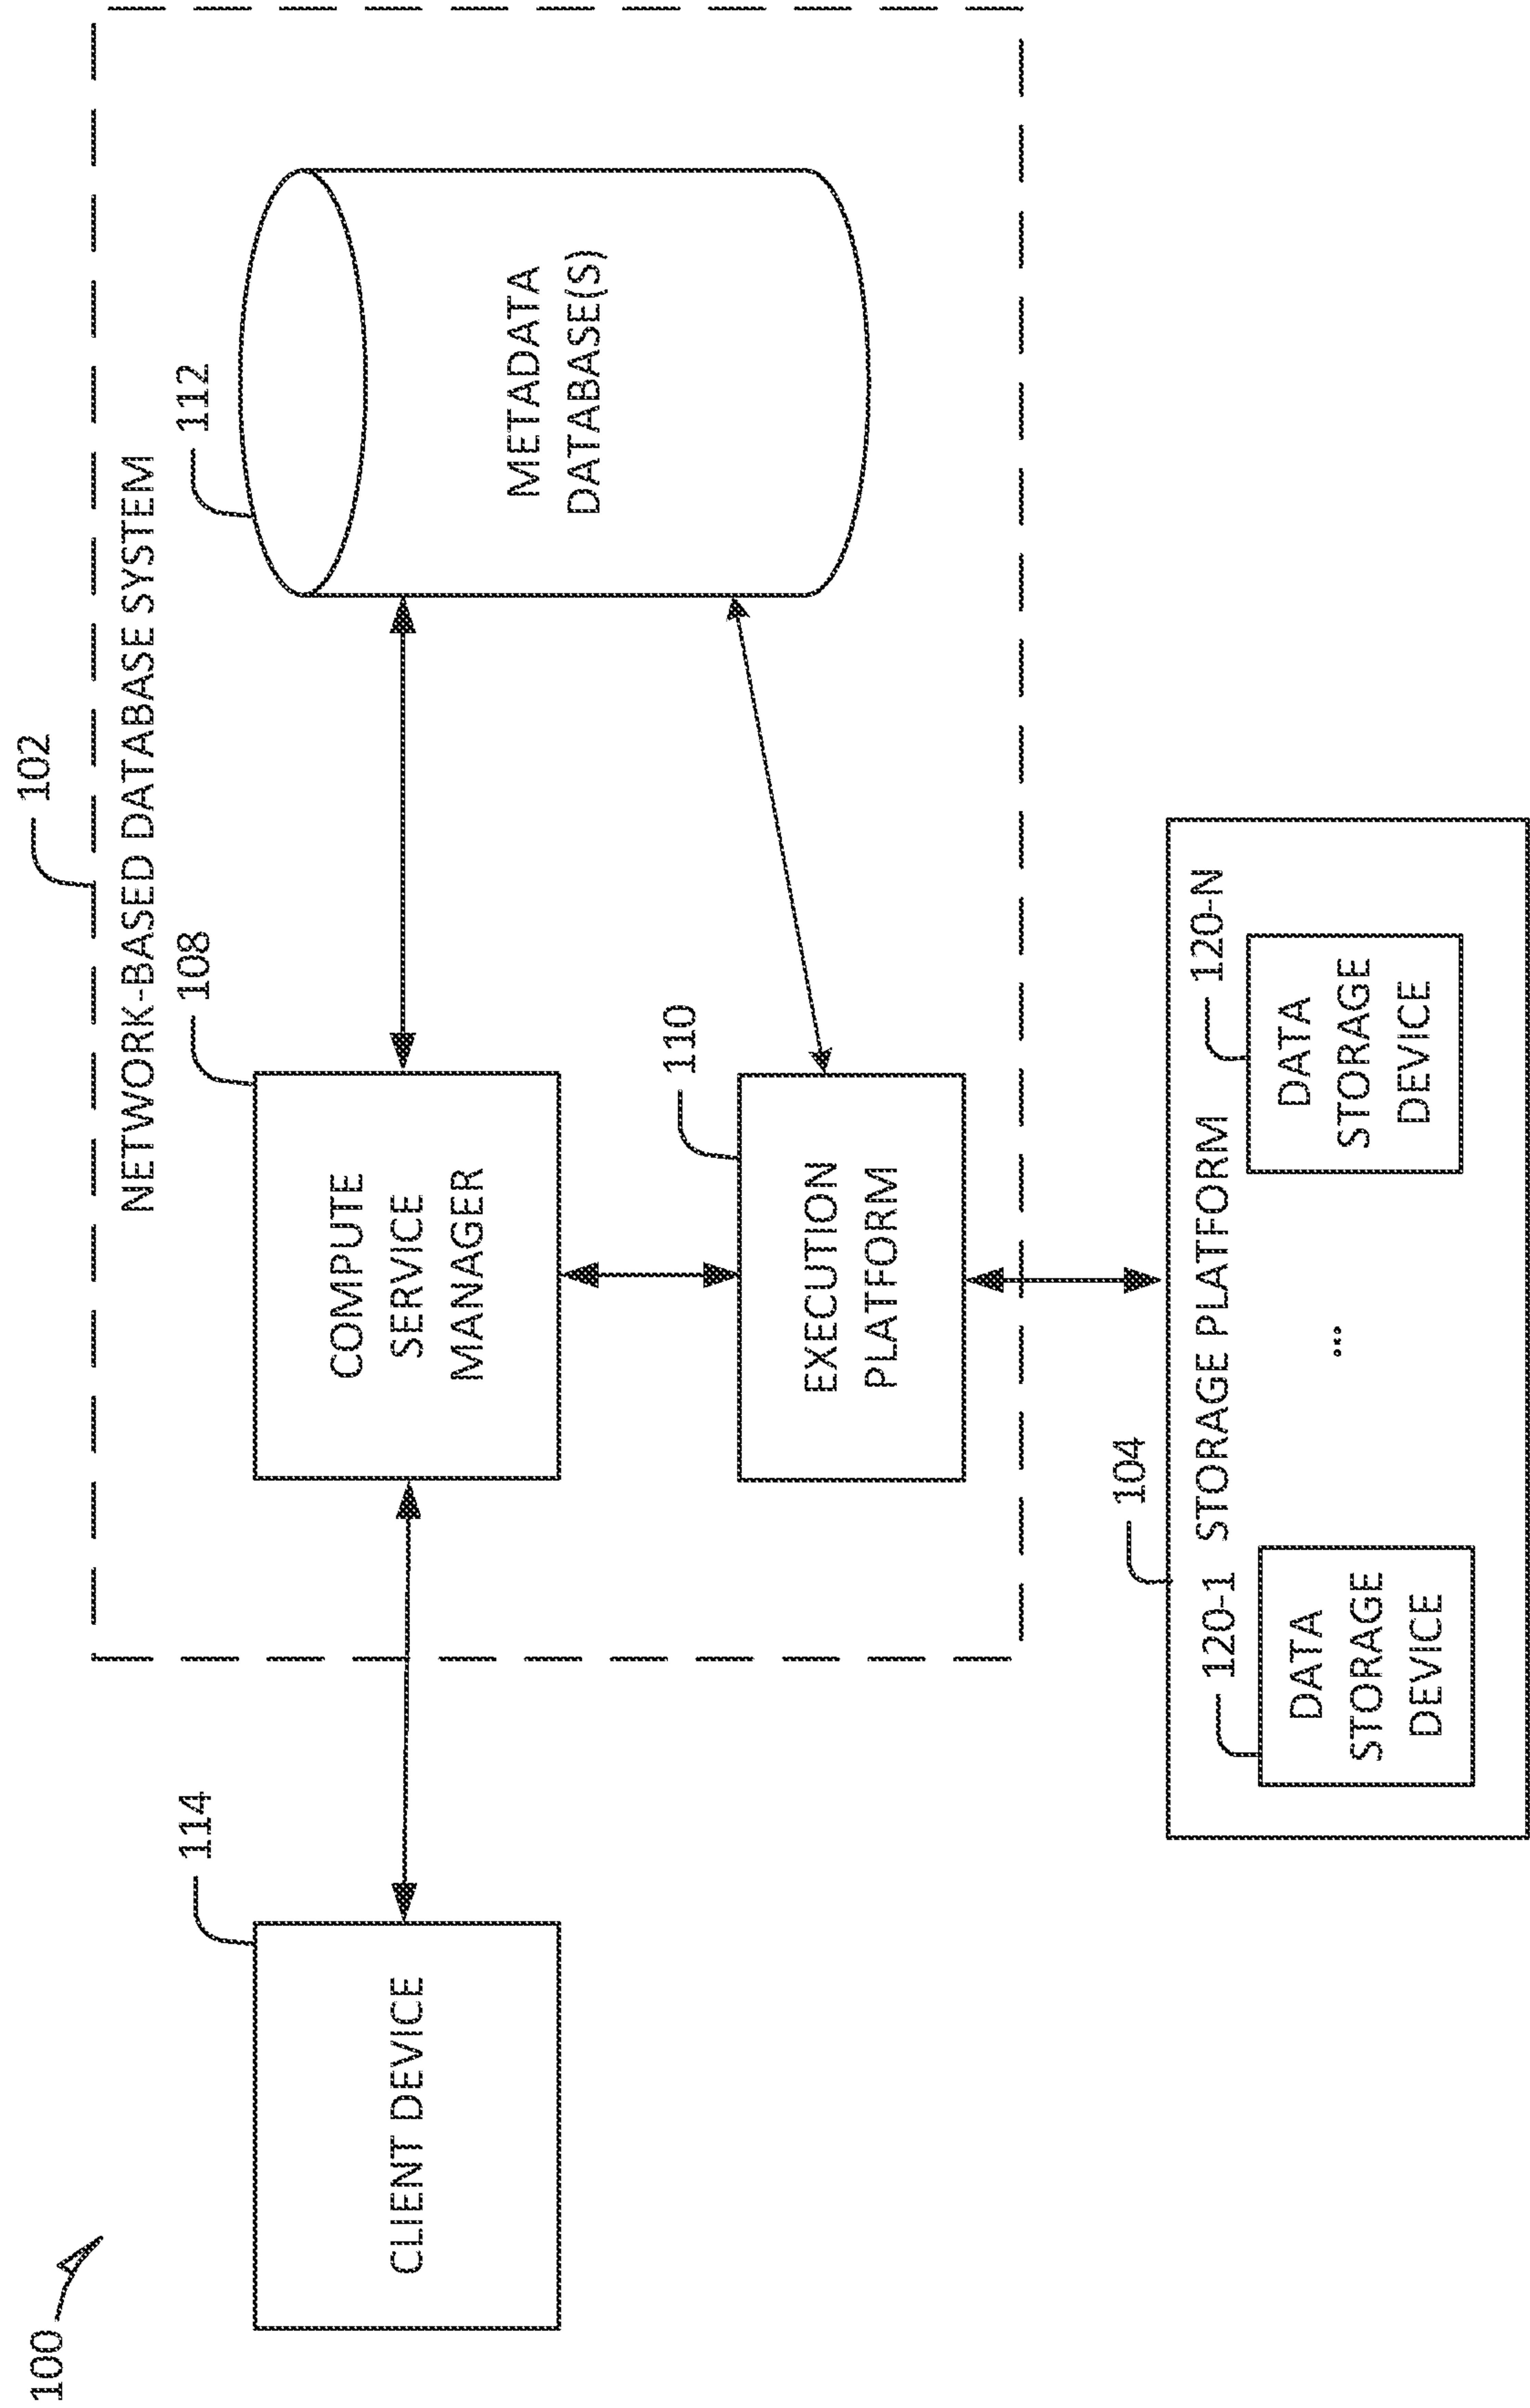 100
102
NETWORK-BASED DATABASE SYSTEM
114
CLIENT DEVICE
108
COMPUTE
SERVICE
MANAGER
112
METADATA
DATABASE(S)
110
EXECUTION
PLATFORM
104
STORAGE PLATFORM
120-1
DATA
STORAGE
DEVICE
...
120-N
DATA
STORAGE
DEVICE